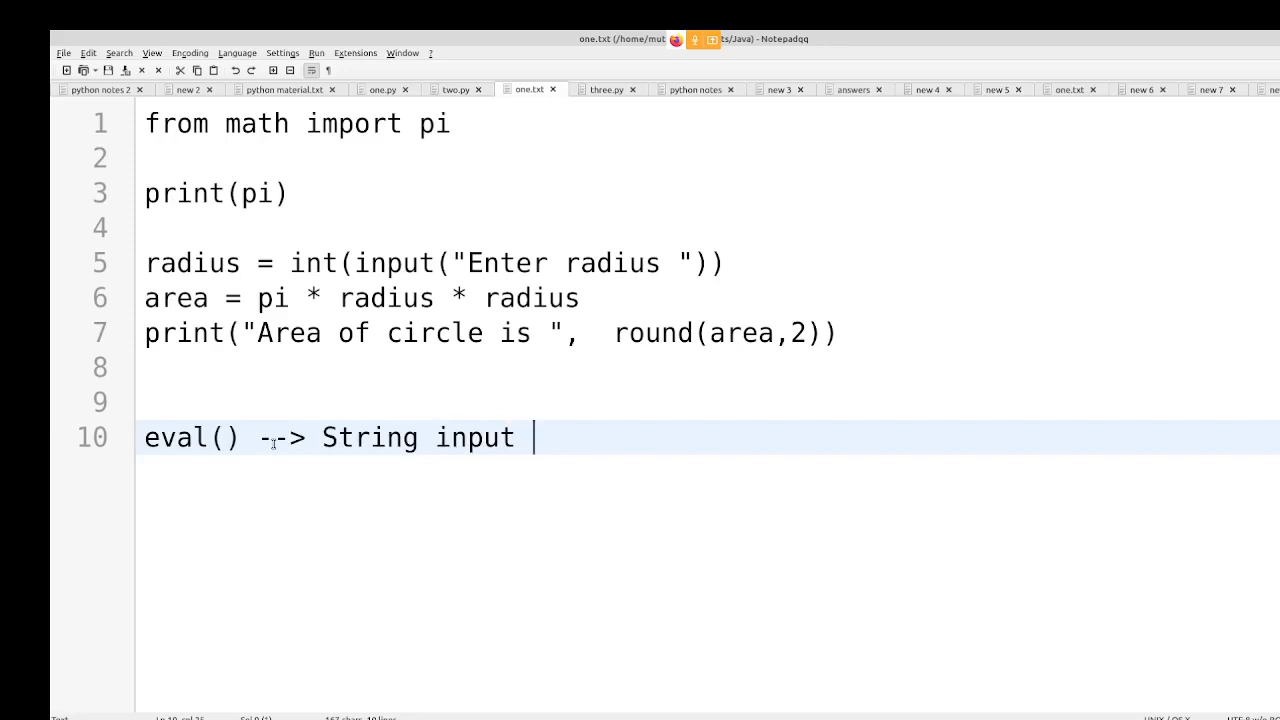 one.txt (/home/mut ts/Java) - Notepadqq
File Edit Search View Encoding Language Settings Run Extensions Window ?
python notes 2 new 2 python material.txt one.py two.py one.txt three.py python notes new 3 answers new 4 new 5 one.txt new 6 new 7
1 from math import pi
2
3 print(pi)
4
5 radius = int(input("Enter radius "))
6 area = pi * radius * radius
7 print("Area of circle is ",  round(area,2))
8
9
10 eval() --> String input